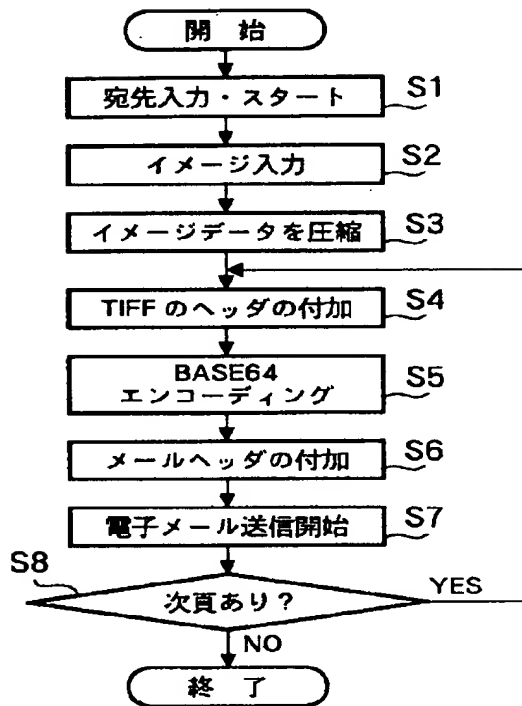 開 始
宛先入力・スタート S1
イメージ入力 S2
イメージデータを圧縮 S3
TIFF のヘッダの付加 S4
BASE64
エンコーディング S5
メールヘッダの付加 S6
電子メール送信開始 S7
S8
次頁あり? YES
NO
終 了